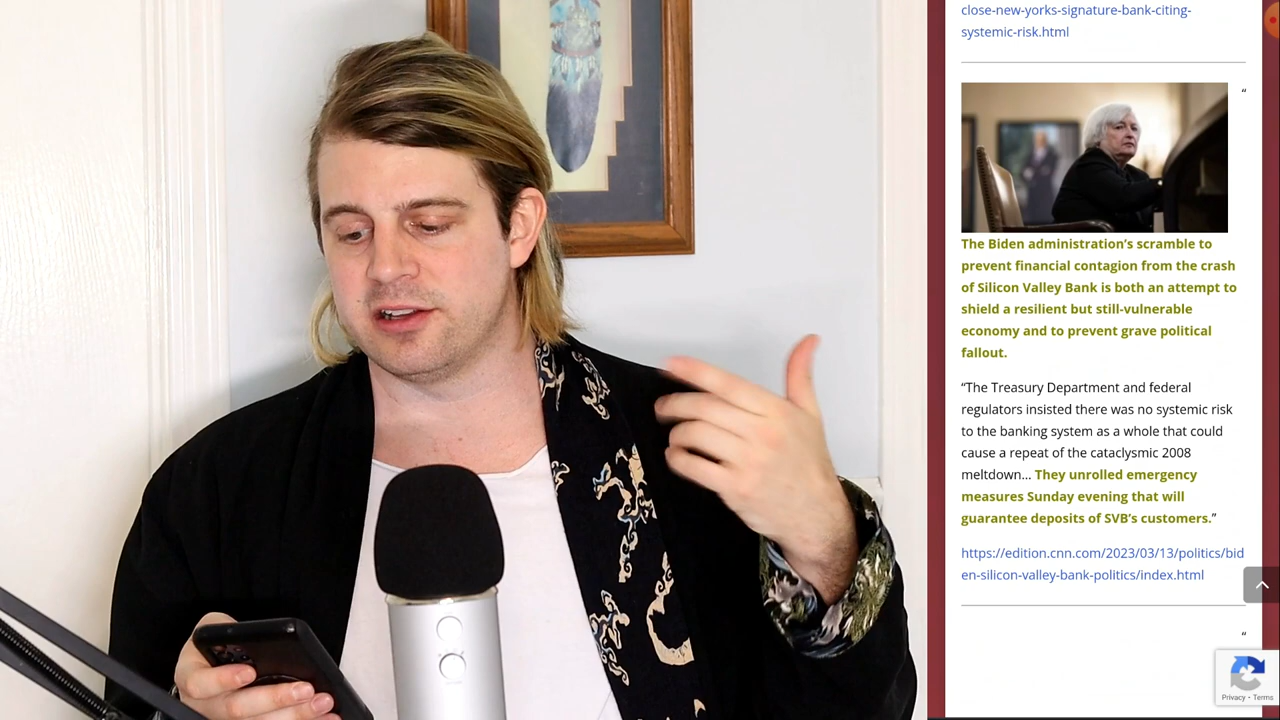 close-new-yorks-signature-bank-citing-
systemic-risk.html
“
The Biden administration’s scramble to
prevent financial contagion from the crash
of Silicon Valley Bank is both an attempt to
shield a resilient but still-vulnerable
economy and to prevent grave political
fallout.
“The Treasury Department and federal
regulators insisted there was no systemic risk
to the banking system as a whole that could
cause a repeat of the cataclysmic 2008
meltdown... They unrolled emergency
measures Sunday evening that will
guarantee deposits of SVB’s customers.”
https://edition.cnn.com/2023/03/13/politics/bid
en-silicon-valley-bank-politics/index.html
“
Privacy - Terms